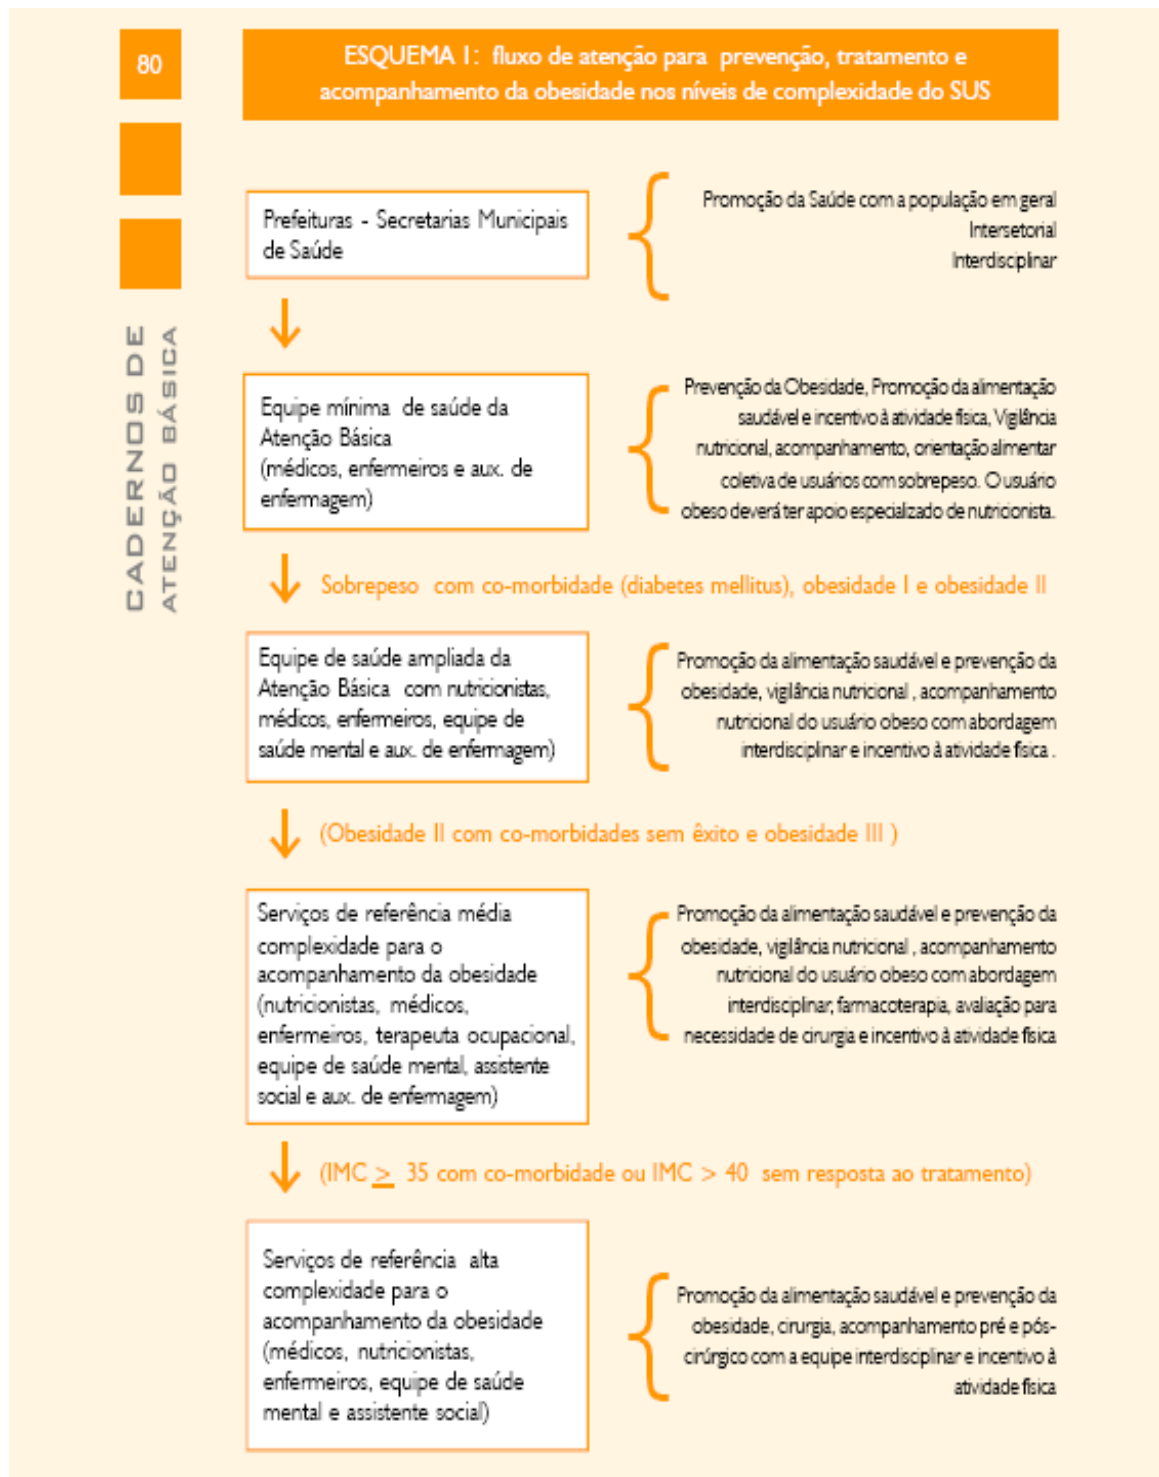 80
ESQUEMA 1: fluxo de atenção para prevenção, tratamento e
acompanhamento da obesidade nos níveis de complexidade do SUS
CADERNOS DE
ATENÇÃO BÁSICA
Prefeituras - Secretarias Municipais
de Saúde
Promoção da Saúde com a população em geral
Intersetorial
Interdisciplinar
Equipe mínima de saúde da
Atenção Básica
(médicos, enfermeiros e aux. de
enfermagem)
Prevenção da Obesidade, Promoção da alimentação
saudável e incentivo à atividade física, Vigilância
nutricional, acompanhamento, orientação alimentar
coletiva de usuários com sobrepeso. O usuário
obeso deverá ter apoio especializado de nutricionista.
Sobrepeso com co-morbidade (diabetes mellitus), obesidade I e obesidade II
Equipe de saúde ampliada da
Atenção Básica com nutricionistas,
médicos, enfermeiros, equipe de
saúde mental e aux. de enfermagem)
Promoção da alimentação saudável e prevenção da
obesidade, vigilância nutricional , acompanhamento
nutricional do usuário obeso com abordagem
interdisciplinar e incentivo à atividade física .
(Obesidade II com co-morbidades sem êxito e obesidade III )
Serviços de referência média
complexidade para o
acompanhamento da obesidade
(nutricionistas, médicos,
enfermeiros, terapeuta ocupacional,
equipe de saúde mental, assistente
social e aux. de enfermagem)
Promoção da alimentação saudável e prevenção da
obesidade, vigilância nutricional , acompanhamento
nutricional do usuário obeso com abordagem
interdisciplinar, farmacoterapia, avaliação para
necessidade de cirurgia e incentivo à atividade física
(IMC ≥ 35 com co-morbidade ou IMC > 40 sem resposta ao tratamento)
Serviços de referência alta
complexidade para o
acompanhamento da obesidade
(médicos, nutricionistas,
enfermeiros, equipe de saúde
mental e assistente social)
Promoção da alimentação saudável e prevenção da
obesidade, cirurgia, acompanhamento pré e pós-
cirúrgico com a equipe interdisciplinar e incentivo à
atividade física